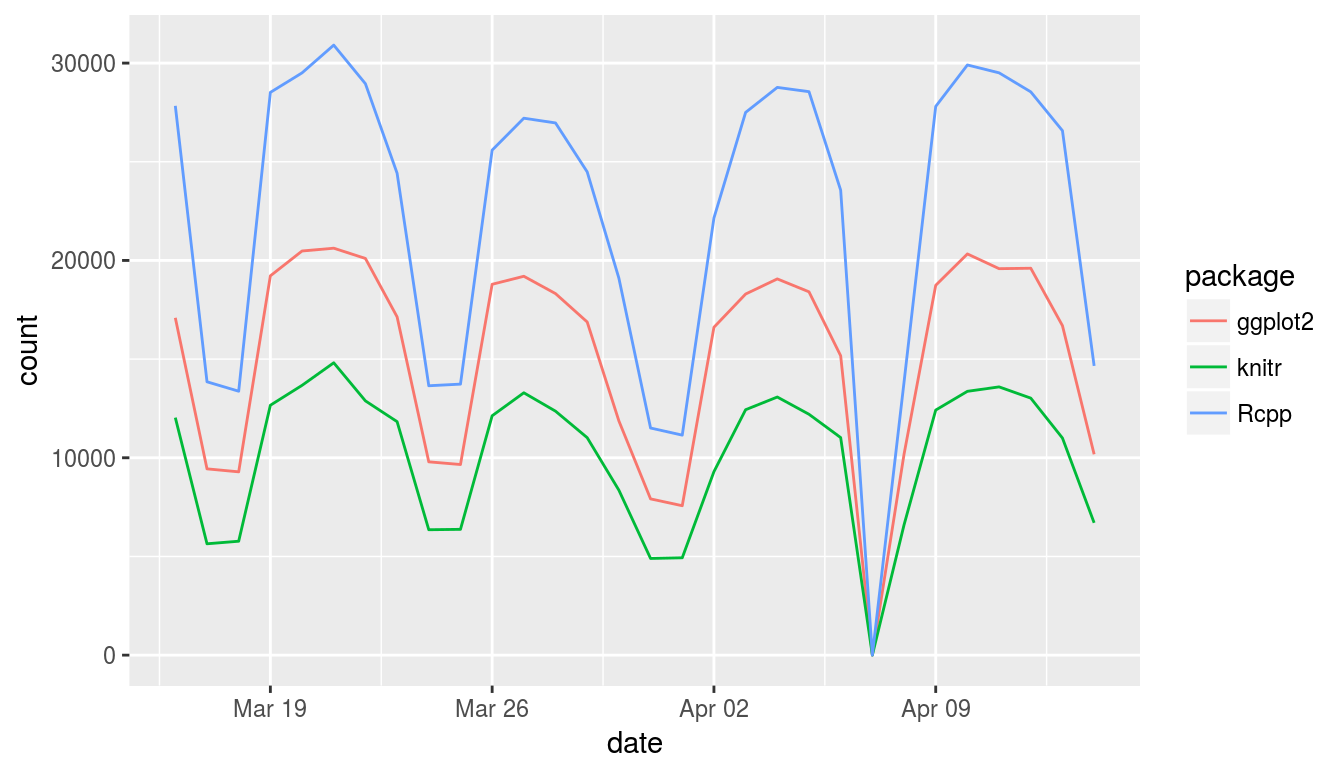 30000
20000
10000
0
count
Mar 19
Mar 26
Apr 02
Apr 09
date
package
ggplot2
knitr
Rcpp